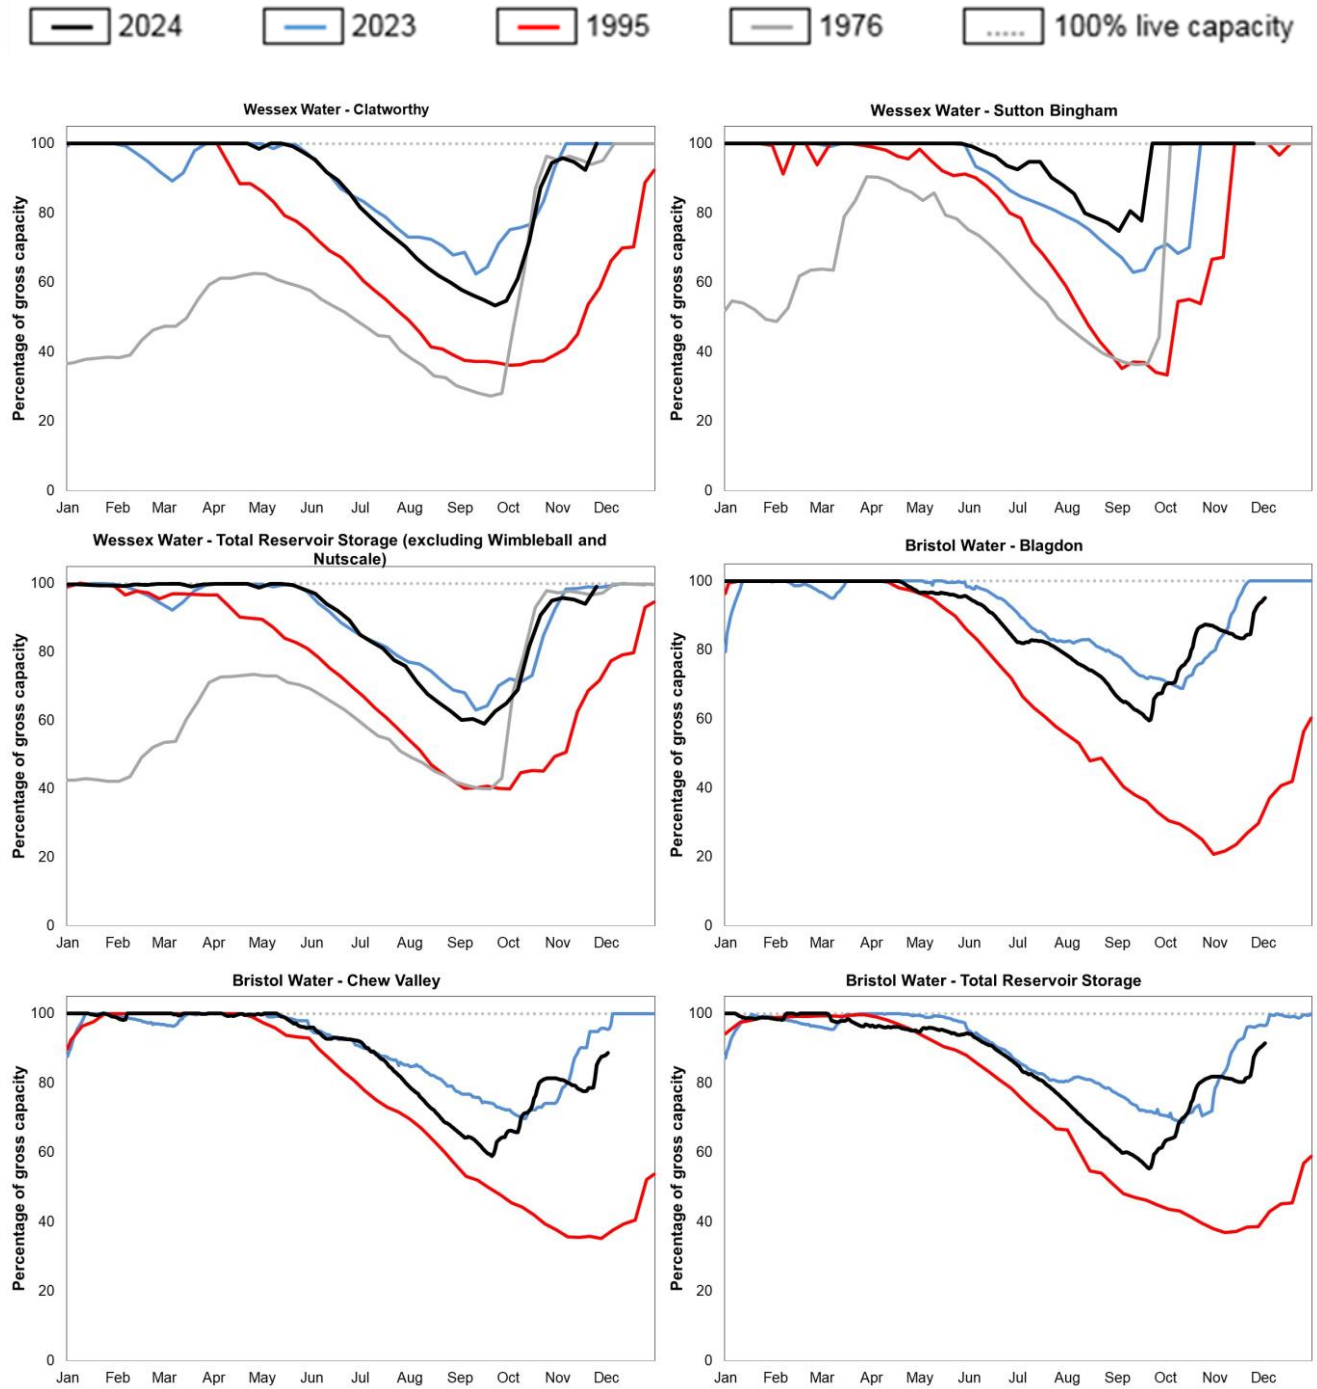 2024 2023 1995 1976 100% live capacity
Wessex Water - Clatworthy
Percentage of gross capacity
100
80
60
40
20
0
Jan Feb Mar Apr May Jun Jul Aug Sep Oct Nov Dec
Wessex Water - Sutton Bingham
Percentage of gross capacity
100
80
60
40
20
0
Jan Feb Mar Apr May Jun Jul Aug Sep Oct Nov Dec
Wessex Water - Total Reservoir Storage (excluding Wimbleball and
Nutscale)
Percentage of gross capacity
100
80
60
40
20
0
Jan Feb Mar Apr May Jun Jul Aug Sep Oct Nov Dec
Bristol Water - Blagdon
Percentage of gross capacity
100
80
60
40
20
0
Jan Feb Mar Apr May Jun Jul Aug Sep Oct Nov Dec
Bristol Water - Chew Valley
Percentage of gross capacity
100
80
60
40
20
0
Jan Feb Mar Apr May Jun Jul Aug Sep Oct Nov Dec
Bristol Water - Total Reservoir Storage
Percentage of gross capacity
100
80
60
40
20
0
Jan Feb Mar Apr May Jun Jul Aug Sep Oct Nov Dec